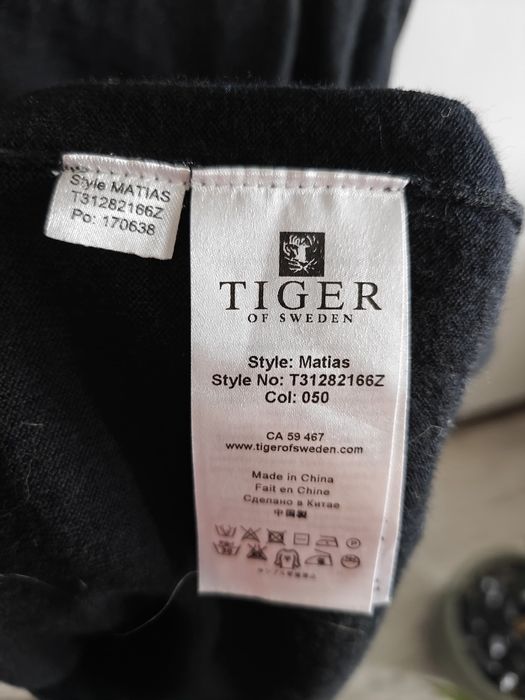 Style MATIAS
T31282166Z
Po: 170638
TIGER
OF SWEDEN
Style: Matias
Style No: T31282166Z
Col: 050
CA 59 467
www.tigerofsweden.com
Made in China
Fait en Chine
Сделано в Китае
中国製